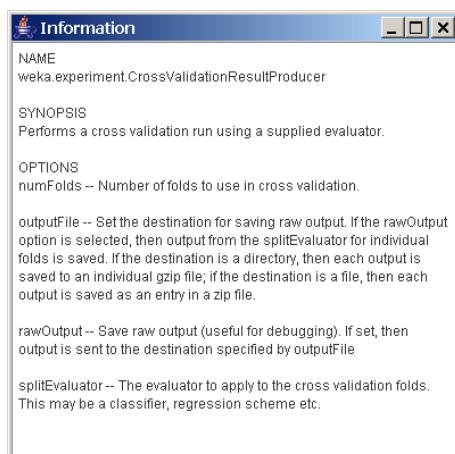 Information
NAME
weka.experiment.CrossValidationResultProducer
SYNOPSIS
Performs a cross validation run using a supplied evaluator.
OPTIONS
numFolds -- Number of folds to use in cross validation.
outputFile -- Set the destination for saving raw output. If the rawOutput
option is selected, then output from the splitEvaluator for individual
folds is saved. If the destination is a directory, then each output is
saved to an individual gzip file; if the destination is a file, then each
output is saved as an entry in a zip file.
rawOutput -- Save raw output (useful for debugging). If set, then
output is sent to the destination specified by outputFile
splitEvaluator -- The evaluator to apply to the cross validation folds.
This may be a classifier, regression scheme etc.